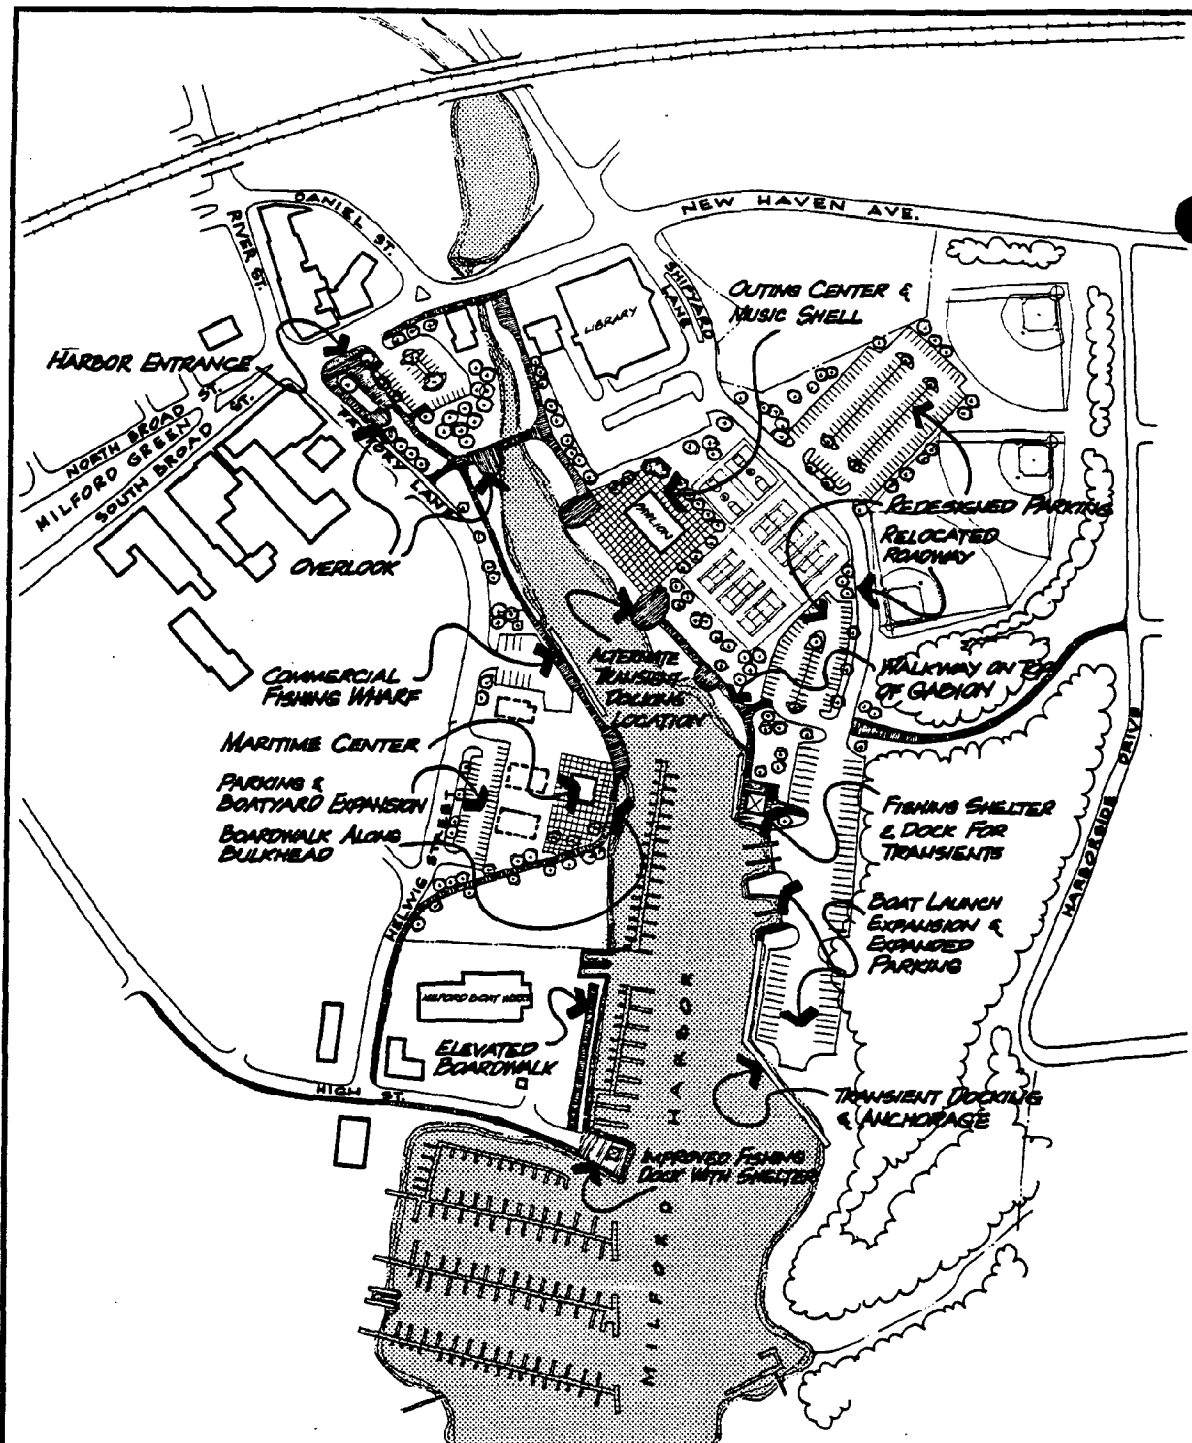 NEW HAVEN AVE.
DANIEL ST.
RIVER ST.
SHIPYARD
LANE
LIBRARY
OUTING CENTER &
MUSIC SHELL
HARBOR ENTRANCE
NORTH BROAD ST.
MILFORD GREEN
SOUTH BROAD ST.
FACTORY LANE
PAVILION
REDESIGNED PARKING
RELOCATED
ROADWAY
OVERLOOK
COMMERCIAL
FISHING WHARF
ALTERNATE
TRANSIENT
DOCKING
LOCATION
WALKWAY ON TOP
OF GABION
MARITIME CENTER
PARKING &
BOATYARD EXPANSION
BOARDWALK ALONG
BULKHEAD
FISHING SHELTER
& DOCK FOR
TRANSIENTS
HARBORSIDE DRIVE
HELWIG STREET
BOAT LAUNCH
EXPANSION &
EXPANDED
PARKING
MILFORD BOAT WORKS
ELEVATED
BOARDWALK
HIGH ST.
TRANSIENT DOCKING
& ANCHORAGE
IMPROVED FISHING
DOCK WITH SHELTER
MILFORD HARBOR